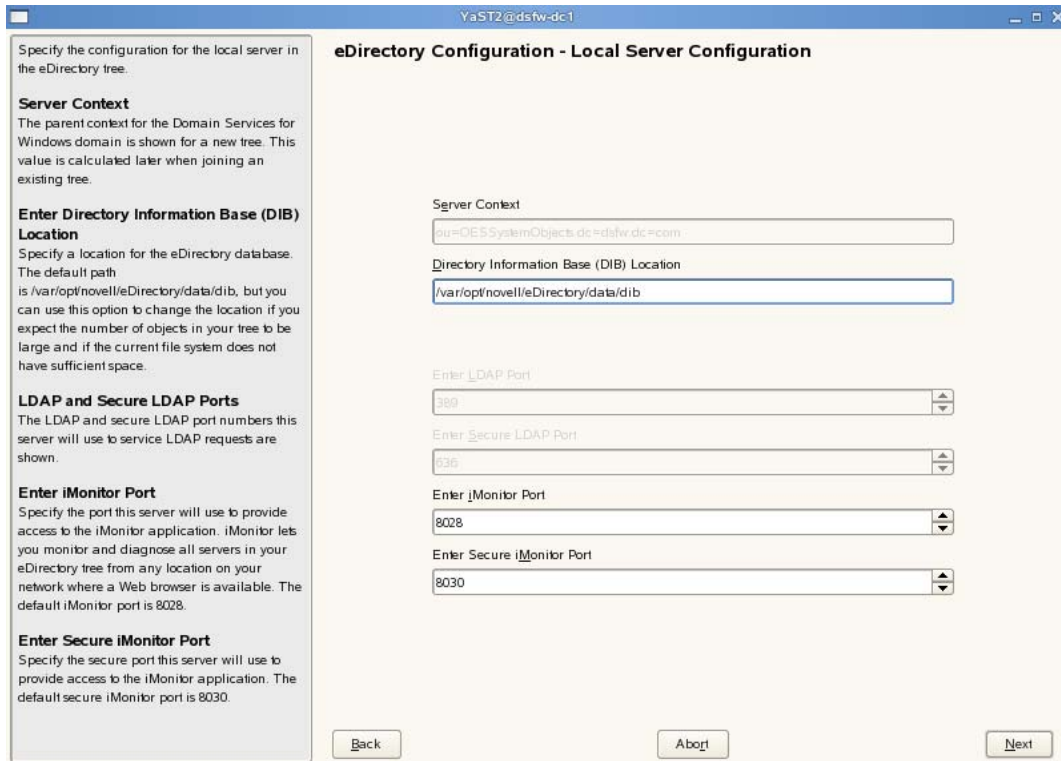 YaST2@dsfw-dc1
Specify the configuration for the local server in
the eDirectory tree.
Server Context
The parent context for the Domain Services for
Windows domain is shown for a new tree. This
value is calculated later when joining an
existing tree.
Enter Directory Information Base (DIB)
Location
Specify a location for the eDirectory database.
The default path
is /var/opt/novell/eDirectory/data/dib, but you
can use this option to change the location if you
expect the number of objects in your tree to be
large and if the current file system does not
have sufficient space.
LDAP and Secure LDAP Ports
The LDAP and secure LDAP port numbers this
server will use to service LDAP requests are
shown.
Enter iMonitor Port
Specify the port this server will use to provide
access to the iMonitor application. iMonitor lets
you monitor and diagnose all servers in your
eDirectory tree from any location on your
network where a Web browser is available. The
default iMonitor port is 8028.
Enter Secure iMonitor Port
Specify the secure port this server will use to
provide access to the iMonitor application. The
default secure iMonitor port is 8030.
eDirectory Configuration - Local Server Configuration
Server Context
ou=OESSystemObjects.dc=dsfw.dc=com
Directory Information Base (DIB) Location
/var/opt/novell/eDirectory/data/dib
Enter LDAP Port
389
Enter Secure LDAP Port
636
Enter iMonitor Port
8028
Enter Secure iMonitor Port
8030
Back
Abort
Next